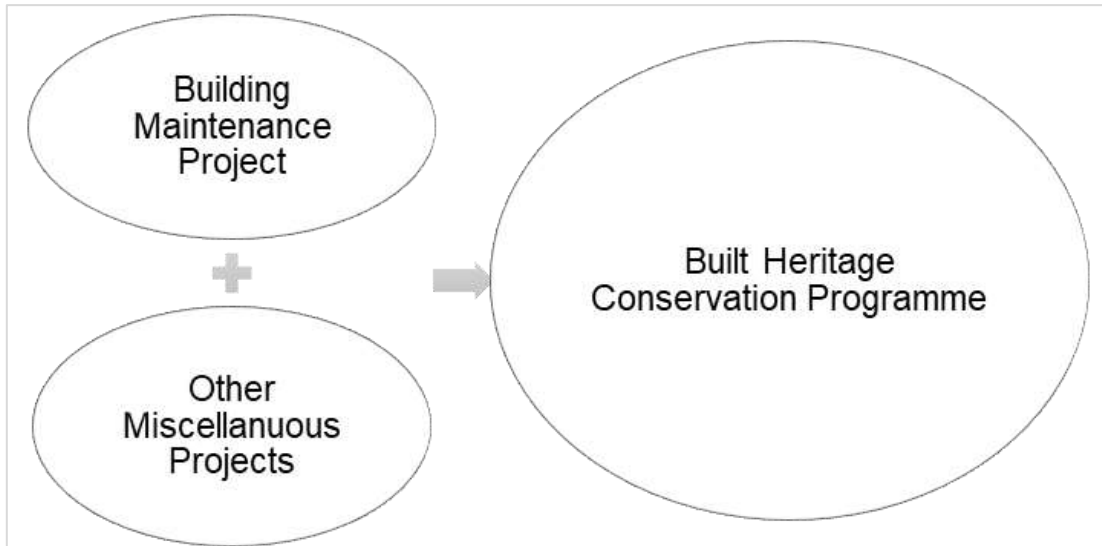 Building
Maintenance
Project
Other
Miscellanuous
Projects
Built Heritage
Conservation Programme